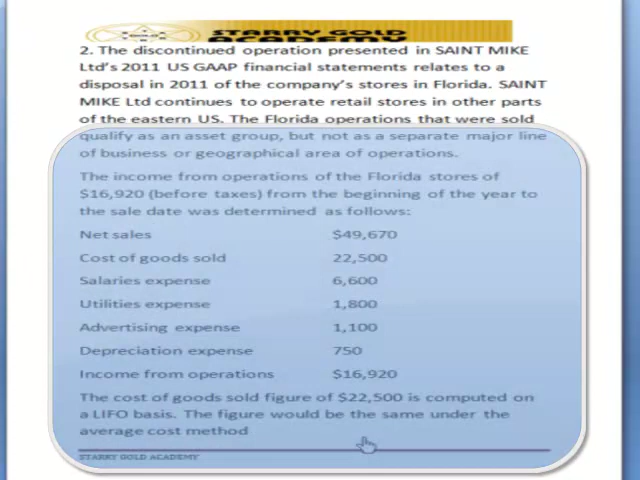 STARRY GOLD
ACADEMY
2. The discontinued operation presented in SAINT MIKE
Ltd's 2011 US GAAP financial statements relates to a
disposal in 2011 of the company's stores in Florida. SAINT
MIKE Ltd continues to operate retail stores in other parts
of the eastern US. The Florida operations that were sold
qualify as an asset group, but not as a separate major line
of business or geographical area of operations.
The income from operations of the Florida stores of
$16,920 (before taxes) from the beginning of the year to
the sale date was determined as follows:
Net sales $49,670
Cost of goods sold 22,500
Salaries expense 6,600
Utilities expense 1,800
Advertising expense 1,100
Depreciation expense 750
Income from operations $16,920
The cost of goods sold figure of $22,500 is computed on
a LIFO basis. The figure would be the same under the
average cost method
STARRY GOLD ACADEMY